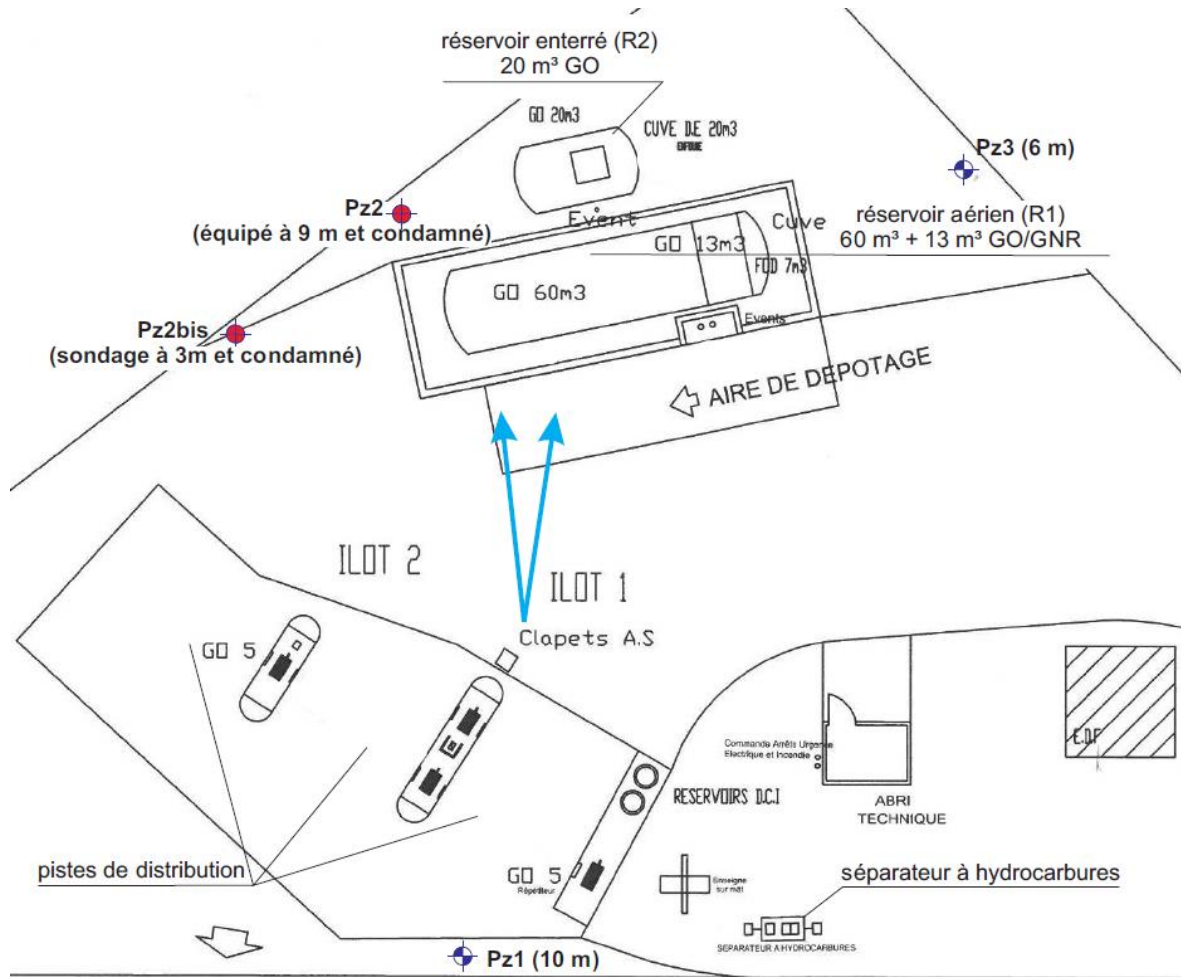 réservoir enterré (R2)
20 m³ GO
GO 20m3
CUVE D.E 20m3
ENFOUIE
Pz3 (6 m)
Pz2
(équipé à 9 m et condamné)
Event
Cuve
réservoir aérien (R1)
60 m³ + 13 m³ GO/GNR
GO 13m3
FOD 7m3
GO 60m3
Events
Pz2bis
(sondage à 3m et condamné)
AIRE DE DEPOTAGE
ILOT 2
ILOT 1
Clapets A.S
GO 5
Commande Arrêts Urgence
Electrique et Incendie
E.D.F
RESERVOIRS D.C.I
ABRI
TECHNIQUE
pistes de distribution
GO 5
Répétiteur
Enseigne
sur mât
séparateur à hydrocarbures
SEPARATEUR A HYDROCARBURES
Pz1 (10 m)